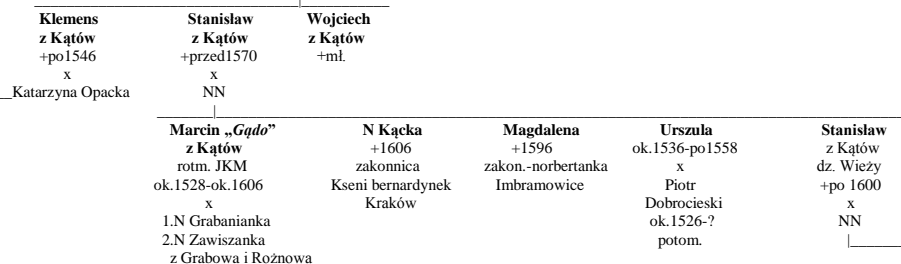 Klemens Stanisław Wojciech
z Kątów z Kątów z Kątów
+po1546 +przed1570 +mł.
x x
Katarzyna Opacka NN
Marcin „Gądo” N Kącka Magdalena Urszula Stanisław
z Kątów +1606 +1596 ok.1536-po1558 z Kątów
rotm. JKM zakonnica zakon.-norbertanka x dz. Wieży
ok.1528-ok.1606 Kseni bernardynek Imbramowice Piotr +po 1600
x Kraków Dobrocieski x
1.N Grabanianka ok.1526-? NN
2.N Zawiszanka potom.
z Grabowa i Rożnowa